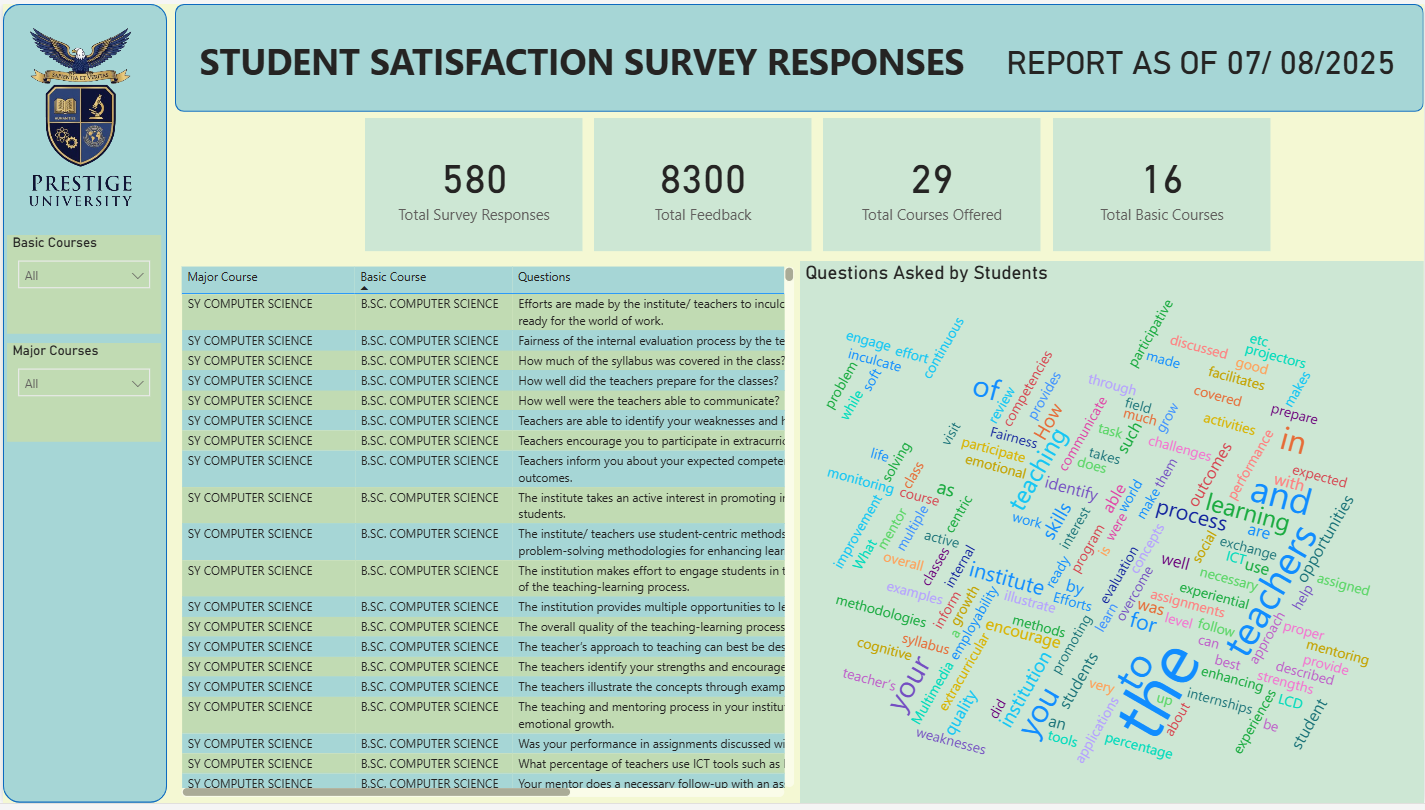 SAPIENTIA ET VERITAS
HUMANITIES
PRESTIGE
UNIVERSITY
STUDENT SATISFACTION SURVEY RESPONSES
REPORT AS OF 07/ 08/2025
580
Total Survey Responses
8300
Total Feedback
29
Total Courses Offered
16
Total Basic Courses
Basic Courses
All
Major Courses
All
Major Course Basic Course Questions
SY COMPUTER SCIENCE B.SC. COMPUTER SCIENCE Efforts are made by the institute/ teachers to inculc
ready for the world of work.
SY COMPUTER SCIENCE B.SC. COMPUTER SCIENCE Fairness of the internal evaluation process by the te
SY COMPUTER SCIENCE B.SC. COMPUTER SCIENCE How much of the syllabus was covered in the class?
SY COMPUTER SCIENCE B.SC. COMPUTER SCIENCE How well did the teachers prepare for the classes?
SY COMPUTER SCIENCE B.SC. COMPUTER SCIENCE How well were the teachers able to communicate?
SY COMPUTER SCIENCE B.SC. COMPUTER SCIENCE Teachers are able to identify your weaknesses and h
SY COMPUTER SCIENCE B.SC. COMPUTER SCIENCE Teachers encourage you to participate in extracurric
SY COMPUTER SCIENCE B.SC. COMPUTER SCIENCE Teachers inform you about your expected compete
outcomes.
SY COMPUTER SCIENCE B.SC. COMPUTER SCIENCE The institute takes an active interest in promoting i
students.
SY COMPUTER SCIENCE B.SC. COMPUTER SCIENCE The institute/ teachers use student-centric methods
problem-solving methodologies for enhancing lear
SY COMPUTER SCIENCE B.SC. COMPUTER SCIENCE The institution makes effort to engage students in t
of the teaching-learning process.
SY COMPUTER SCIENCE B.SC. COMPUTER SCIENCE The institution provides multiple opportunities to le
SY COMPUTER SCIENCE B.SC. COMPUTER SCIENCE The overall quality of the teaching-learning process
SY COMPUTER SCIENCE B.SC. COMPUTER SCIENCE The teacher's approach to teaching can best be des
SY COMPUTER SCIENCE B.SC. COMPUTER SCIENCE The teachers identify your strengths and encourage
SY COMPUTER SCIENCE B.SC. COMPUTER SCIENCE The teachers illustrate the concepts through examp
SY COMPUTER SCIENCE B.SC. COMPUTER SCIENCE The teaching and mentoring process in your institu
emotional growth.
SY COMPUTER SCIENCE B.SC. COMPUTER SCIENCE Was your performance in assignments discussed wi
SY COMPUTER SCIENCE B.SC. COMPUTER SCIENCE What percentage of teachers use ICT tools such as
SY COMPUTER SCIENCE B.SC. COMPUTER SCIENCE Your mentor does a necessary follow-up with an as
Questions Asked by Students
engage
effort
continuous
inculcate
problem
while
soft
of
review
competencies
provides
How
Fairness
participative
made
discussed
etc
projectors
good
facilitates
makes
through
covered
prepare
field
much
grow
activities
communicate
task
such
challenges
in
visit
participate
emotional
teaching
takes
does
life
solving
monitoring
class
course
as
identify
outcomes
performance
expected
with
and
improvement
What
mentor
multiple
centric
active
work
skills
interest
able
world
were
make
them
process
learning
are
opportunities
overall
classes
internal
program
is
concepts
social
exchange
ICT
use
teachers
examples
institute
ready
by
Efforts
evaluation
overcome
well
necessary
experiential
assigned
help
methodologies
inform
growth
a
employability
illustrate
methods
encourage
learn
was
assignments
for
level
follow
approach
proper
mentoring
cognitive
syllabus
extracurricular
promoting
can
best
provide
described
teacher's
your
Multimedia
quality
institution
students
very
to
the
up
enhancing
strengths
LCD
weaknesses
did
you
an
tools
applications
percentage
about
internships
experiences
be
student